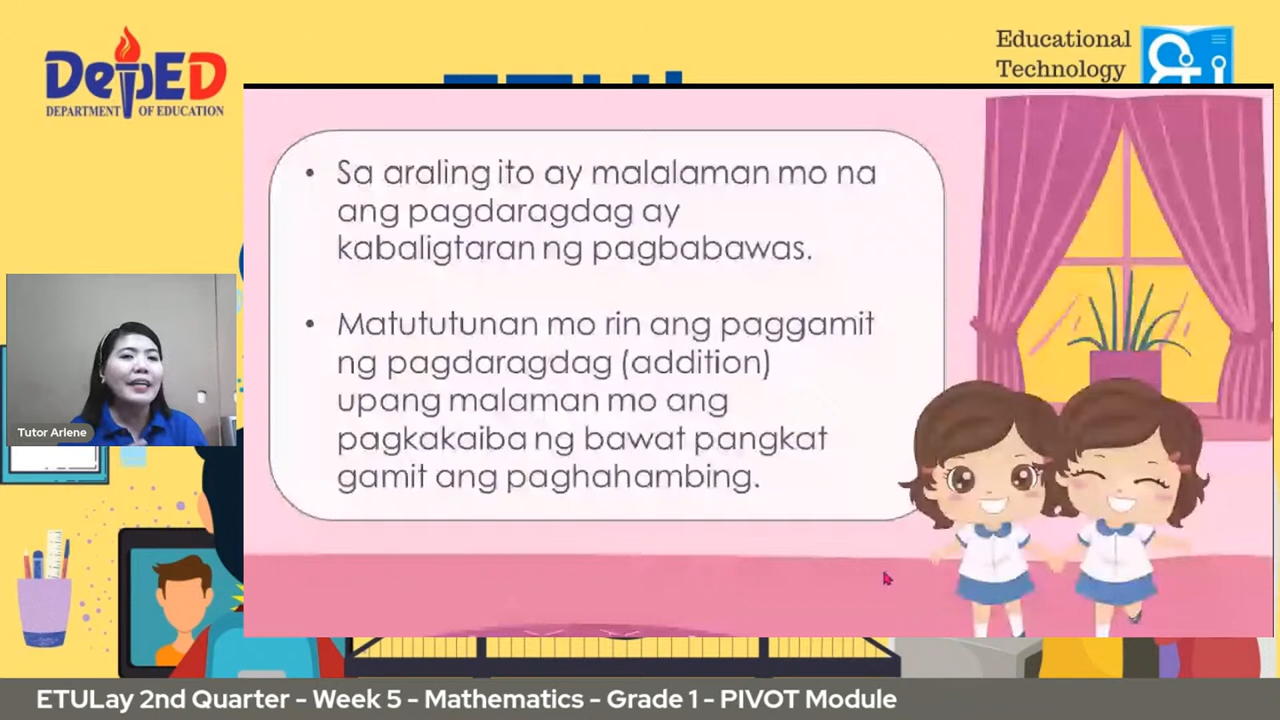 DepED
DEPARTMENT OF EDUCATION
Educational
Technology
• Sa araling ito ay malalaman mo na
ang pagdaragdag ay
kabaligtaran ng pagbabawas.
• Matututunan mo rin ang paggamit
ng pagdaragdag (addition)
upang malaman mo ang
pagkakaiba ng bawat pangkat
gamit ang paghahambing.
Tutor Arlene
ETULay 2nd Quarter - Week 5 - Mathematics - Grade 1 - PIVOT Module